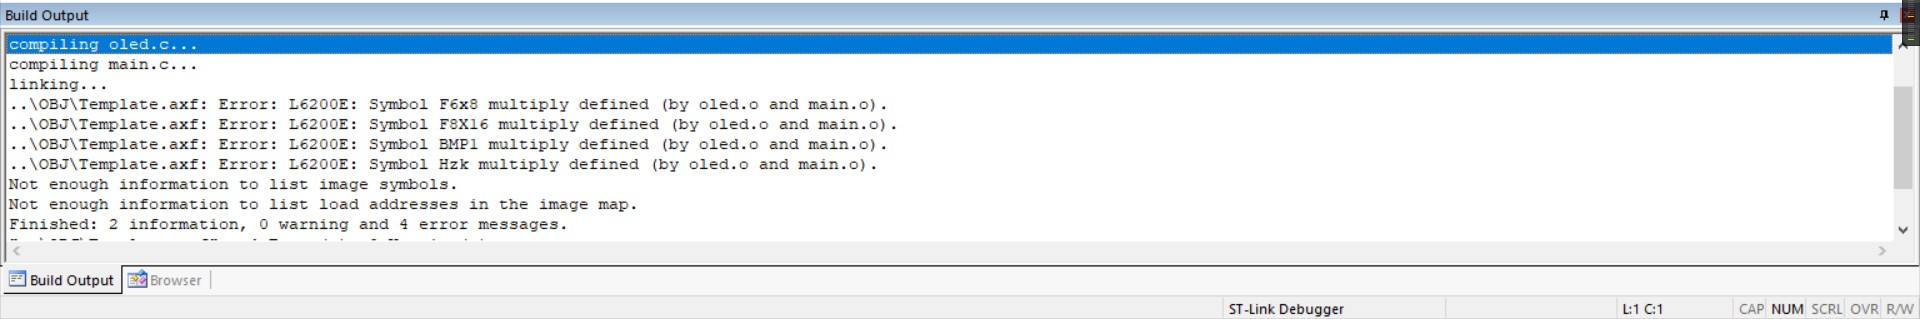 Build Output
compiling oled.c...
compiling main.c...
linking...
..\OBJ\Template.axf: Error: L6200E: Symbol F6x8 multiply defined (by oled.o and main.o).
..\OBJ\Template.axf: Error: L6200E: Symbol F8X16 multiply defined (by oled.o and main.o).
..\OBJ\Template.axf: Error: L6200E: Symbol BMP1 multiply defined (by oled.o and main.o).
..\OBJ\Template.axf: Error: L6200E: Symbol Hzk multiply defined (by oled.o and main.o).
Not enough information to list image symbols.
Not enough information to list load addresses in the image map.
Finished: 2 information, 0 warning and 4 error messages.
Build Output Browser
ST-Link Debugger L:1 C:1 CAP NUM SCRL OVR R/W